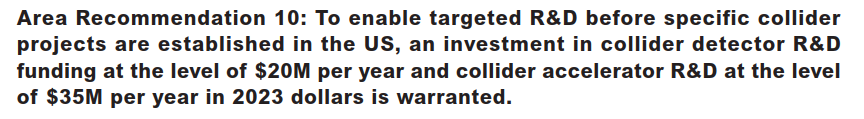 Area Recommendation 10: To enable targeted R&D before specific collider
projects are established in the US, an investment in collider detector R&D
funding at the level of $20M per year and collider accelerator R&D at the level
of $35M per year in 2023 dollars is warranted.